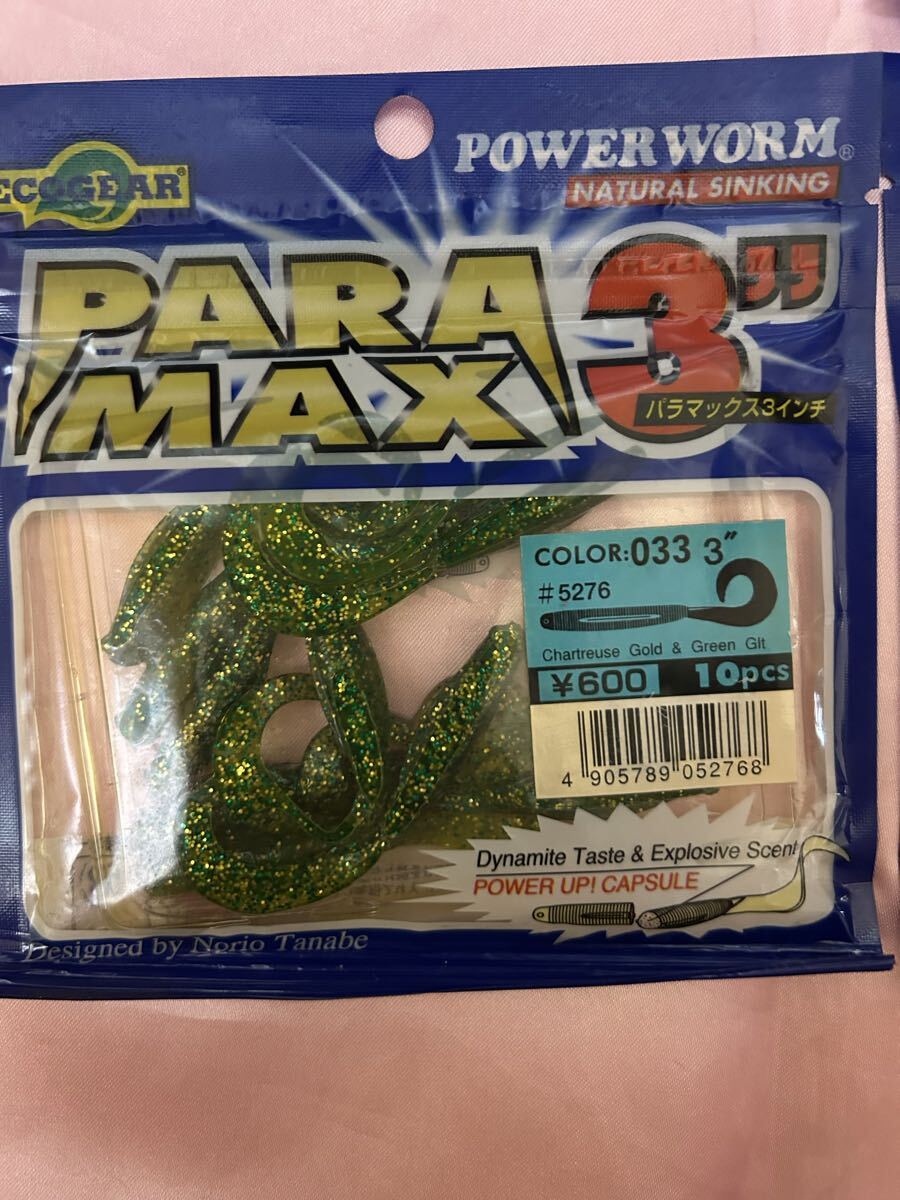 ECOGEAR®
POWER WORM®
NATURAL SINKING
PARA
MAX
3"
パラマックス3インチ
COLOR:033 3"
#5276
Chartreuse Gold & Green Glt
¥600 10pcs
4 905789 052768
Dynamite Taste & Explosive Scent
POWER UP! CAPSULE
Designed by Norio Tanabe